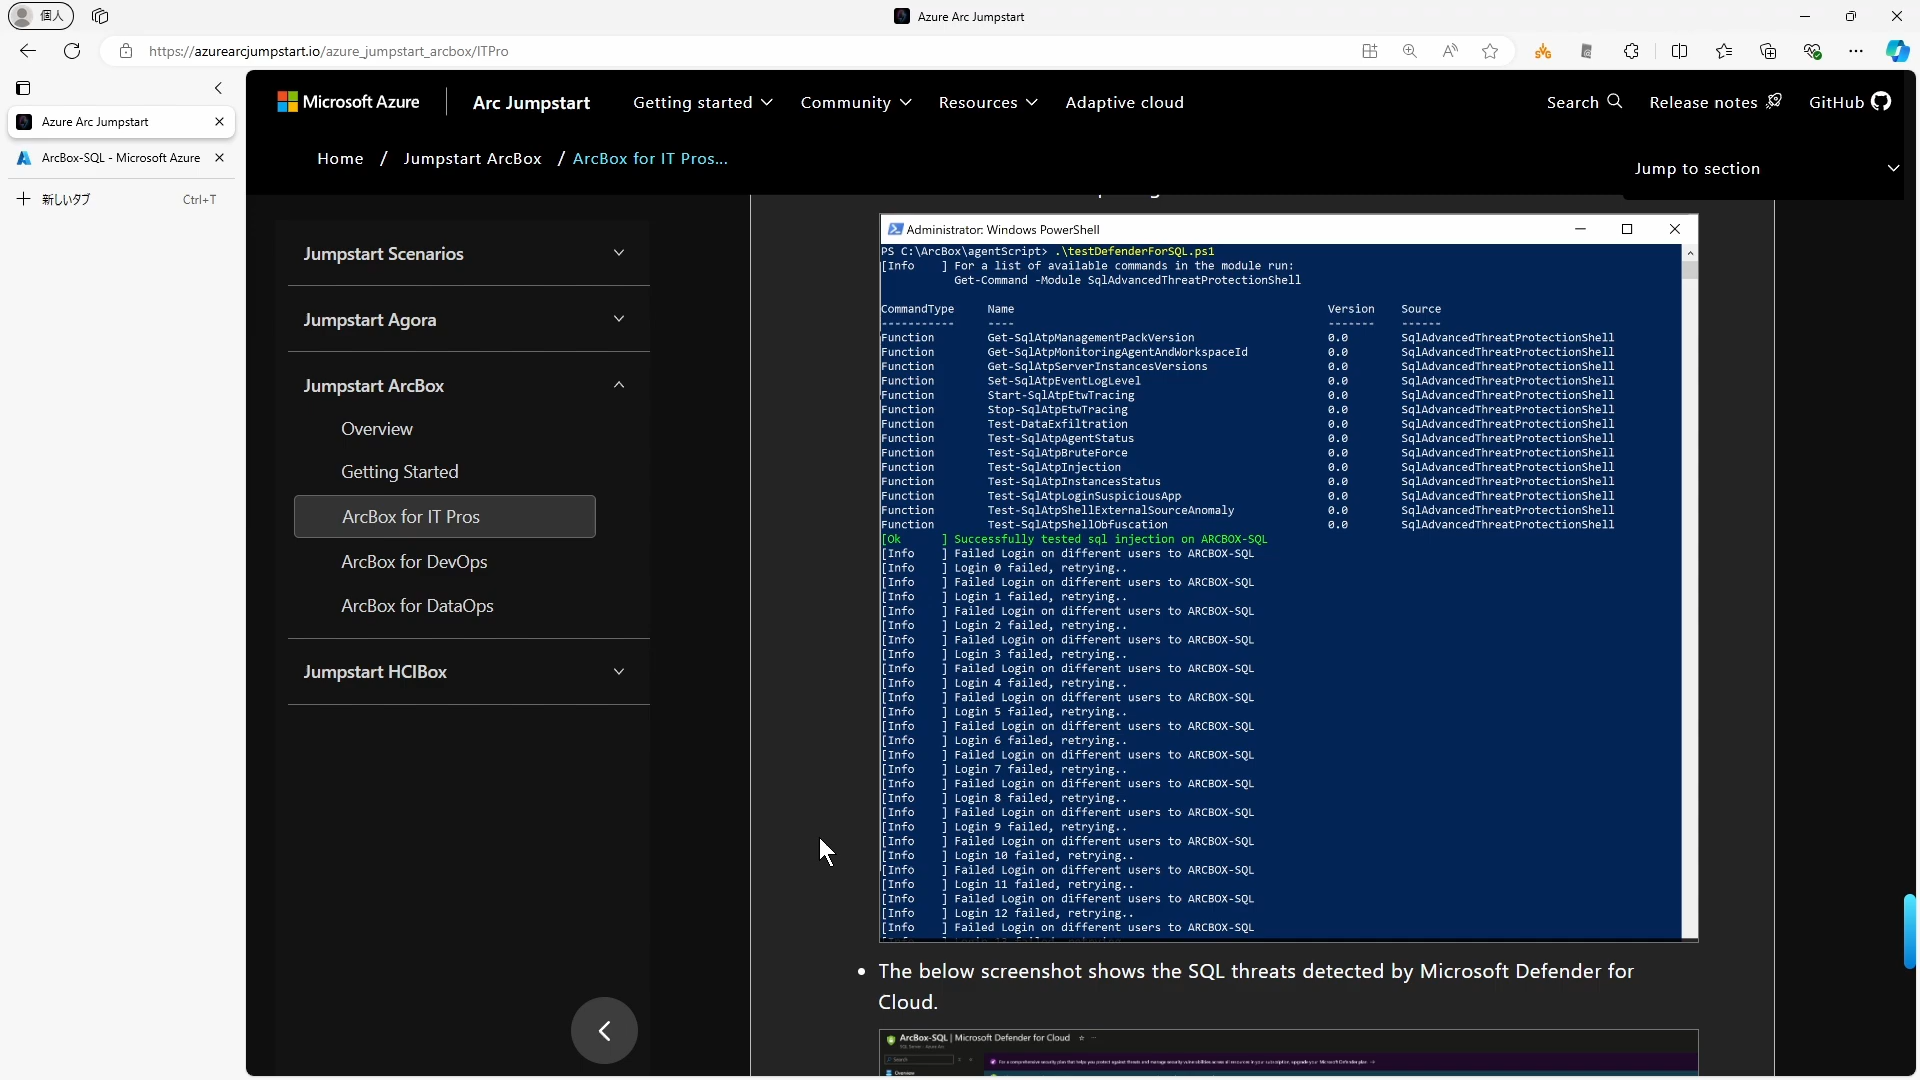 個人
Azure Arc Jumpstart
https://azurearcjumpstart.io/azure_jumpstart_arcbox/ITPro
Azure Arc Jumpstart
ArcBox-SQL - Microsoft Azure
新しいタブ Ctrl+T
Microsoft Azure Arc Jumpstart Getting started Community Resources Adaptive cloud Search Release notes GitHub
Home / Jumpstart ArcBox / ArcBox for IT Pros...
Jump to section
Jumpstart Scenarios
Jumpstart Agora
Jumpstart ArcBox
Overview
Getting Started
ArcBox for IT Pros
ArcBox for DevOps
ArcBox for DataOps
Jumpstart HCIBox
Administrator: Windows PowerShell
PS C:\ArcBox\agentScript> .\testDefenderForSQL.ps1
[Info    ] For a list of available commands in the module run:
Get-Command -Module SqlAdvancedThreatProtectionShell
CommandType Name Version Source
----------- ---- ------- ------
Function Get-SqlAtpManagementPackVersion 0.0 SqlAdvancedThreatProtectionShell
Function Get-SqlAtpMonitoringAgentAndWorkspaceId 0.0 SqlAdvancedThreatProtectionShell
Function Get-SqlAtpServerInstancesVersions 0.0 SqlAdvancedThreatProtectionShell
Function Set-SqlAtpEventLogLevel 0.0 SqlAdvancedThreatProtectionShell
Function Start-SqlAtpEtwTracing 0.0 SqlAdvancedThreatProtectionShell
Function Stop-SqlAtpEtwTracing 0.0 SqlAdvancedThreatProtectionShell
Function Test-DataExfiltration 0.0 SqlAdvancedThreatProtectionShell
Function Test-SqlAtpAgentStatus 0.0 SqlAdvancedThreatProtectionShell
Function Test-SqlAtpBruteForce 0.0 SqlAdvancedThreatProtectionShell
Function Test-SqlAtpInjection 0.0 SqlAdvancedThreatProtectionShell
Function Test-SqlAtpInstancesStatus 0.0 SqlAdvancedThreatProtectionShell
Function Test-SqlAtpLoginSuspiciousApp 0.0 SqlAdvancedThreatProtectionShell
Function Test-SqlAtpShellExternalSourceAnomaly 0.0 SqlAdvancedThreatProtectionShell
Function Test-SqlAtpShellObfuscation 0.0 SqlAdvancedThreatProtectionShell
[Ok      ] Successfully tested sql injection on ARCBOX-SQL
[Info    ] Failed Login on different users to ARCBOX-SQL
[Info    ] Login 0 failed, retrying..
[Info    ] Failed Login on different users to ARCBOX-SQL
[Info    ] Login 1 failed, retrying..
[Info    ] Failed Login on different users to ARCBOX-SQL
[Info    ] Login 2 failed, retrying..
[Info    ] Failed Login on different users to ARCBOX-SQL
[Info    ] Login 3 failed, retrying..
[Info    ] Failed Login on different users to ARCBOX-SQL
[Info    ] Login 4 failed, retrying..
[Info    ] Failed Login on different users to ARCBOX-SQL
[Info    ] Login 5 failed, retrying..
[Info    ] Failed Login on different users to ARCBOX-SQL
[Info    ] Login 6 failed, retrying..
[Info    ] Failed Login on different users to ARCBOX-SQL
[Info    ] Login 7 failed, retrying..
[Info    ] Failed Login on different users to ARCBOX-SQL
[Info    ] Login 8 failed, retrying..
[Info    ] Failed Login on different users to ARCBOX-SQL
[Info    ] Login 9 failed, retrying..
[Info    ] Failed Login on different users to ARCBOX-SQL
[Info    ] Login 10 failed, retrying..
[Info    ] Failed Login on different users to ARCBOX-SQL
[Info    ] Login 11 failed, retrying..
[Info    ] Failed Login on different users to ARCBOX-SQL
[Info    ] Login 12 failed, retrying..
[Info    ] Failed Login on different users to ARCBOX-SQL
• The below screenshot shows the SQL threats detected by Microsoft Defender for
Cloud.
ArcBox-SQL | Microsoft Defender for Cloud
Search
Overview